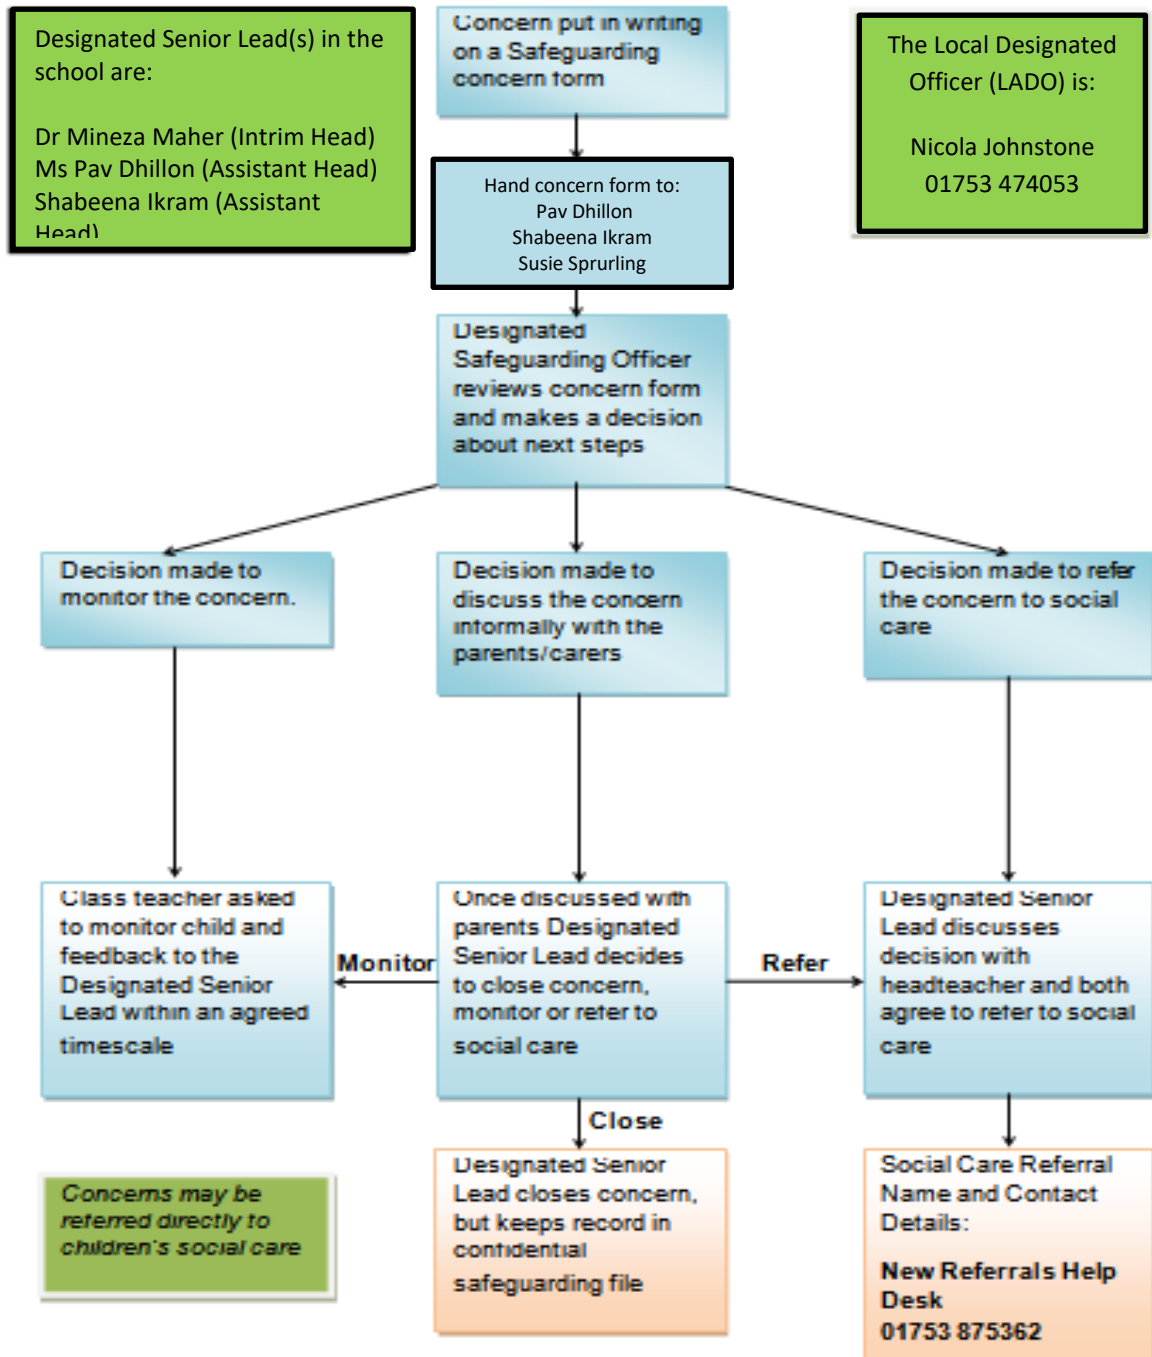 Designated Senior Lead(s) in the
school are:
Dr Mineza Maher (Intrim Head)
Ms Pav Dhillon (Assistant Head)
Shabeena Ikram (Assistant
Head)
Concern put in writing
on a Safeguarding
concern form
The Local Designated
Officer (LADO) is:
Nicola Johnstone
01753 474053
Hand concern form to:
Pav Dhillon
Shabeena Ikram
Susie Sprurling
Designated
Safeguarding Officer
reviews concern form
and makes a decision
about next steps
Decision made to
monitor the concern.
Decision made to
discuss the concern
informally with the
parents/carers
Decision made to refer
the concern to social
care
Class teacher asked
to monitor child and
feedback to the
Designated Senior
Lead within an agreed
timescale
Monitor
Once discussed with
parents Designated
Senior Lead decides
to close concern,
monitor or refer to
social care
Refer
Designated Senior
Lead discusses
decision with
headteacher and both
agree to refer to social
care
Close
Concerns may be
referred directly to
children's social care
Designated Senior
Lead closes concern,
but keeps record in
confidential
safeguarding file
Social Care Referral
Name and Contact
Details:
New Referrals Help
Desk
01753 875362